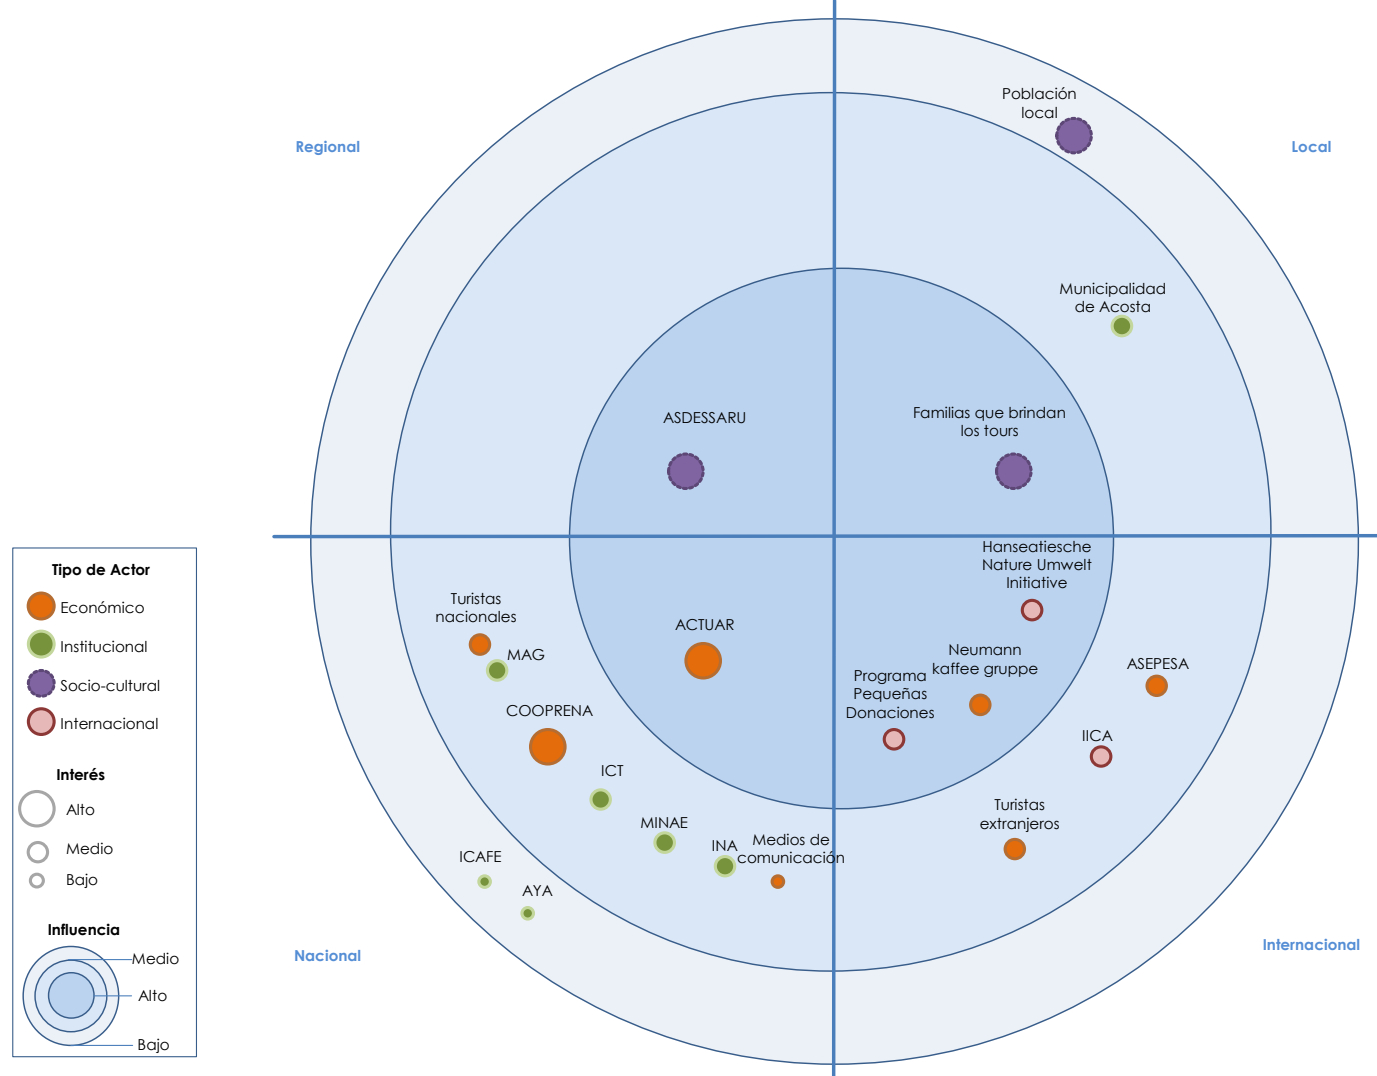 Regional
Local
Población
local
Municipalidad
de Acosta
ASDESSARU
Familias que brindan
los tours
Hanseatiesche
Nature Umwelt
Initiative
Turistas
nacionales
MAG
ACTUAR
Neumann
kaffee gruppe
ASEPESA
Programa
Pequeñas
Donaciones
COOPRENA
IICA
ICT
Turistas
extranjeros
MINAE
INA
Medios de
comunicación
ICAFE
AYA
Nacional
Internacional
Tipo de Actor
Económico
Institucional
Socio-cultural
Internacional
Interés
Alto
Medio
Bajo
Influencia
Medio
Alto
Bajo